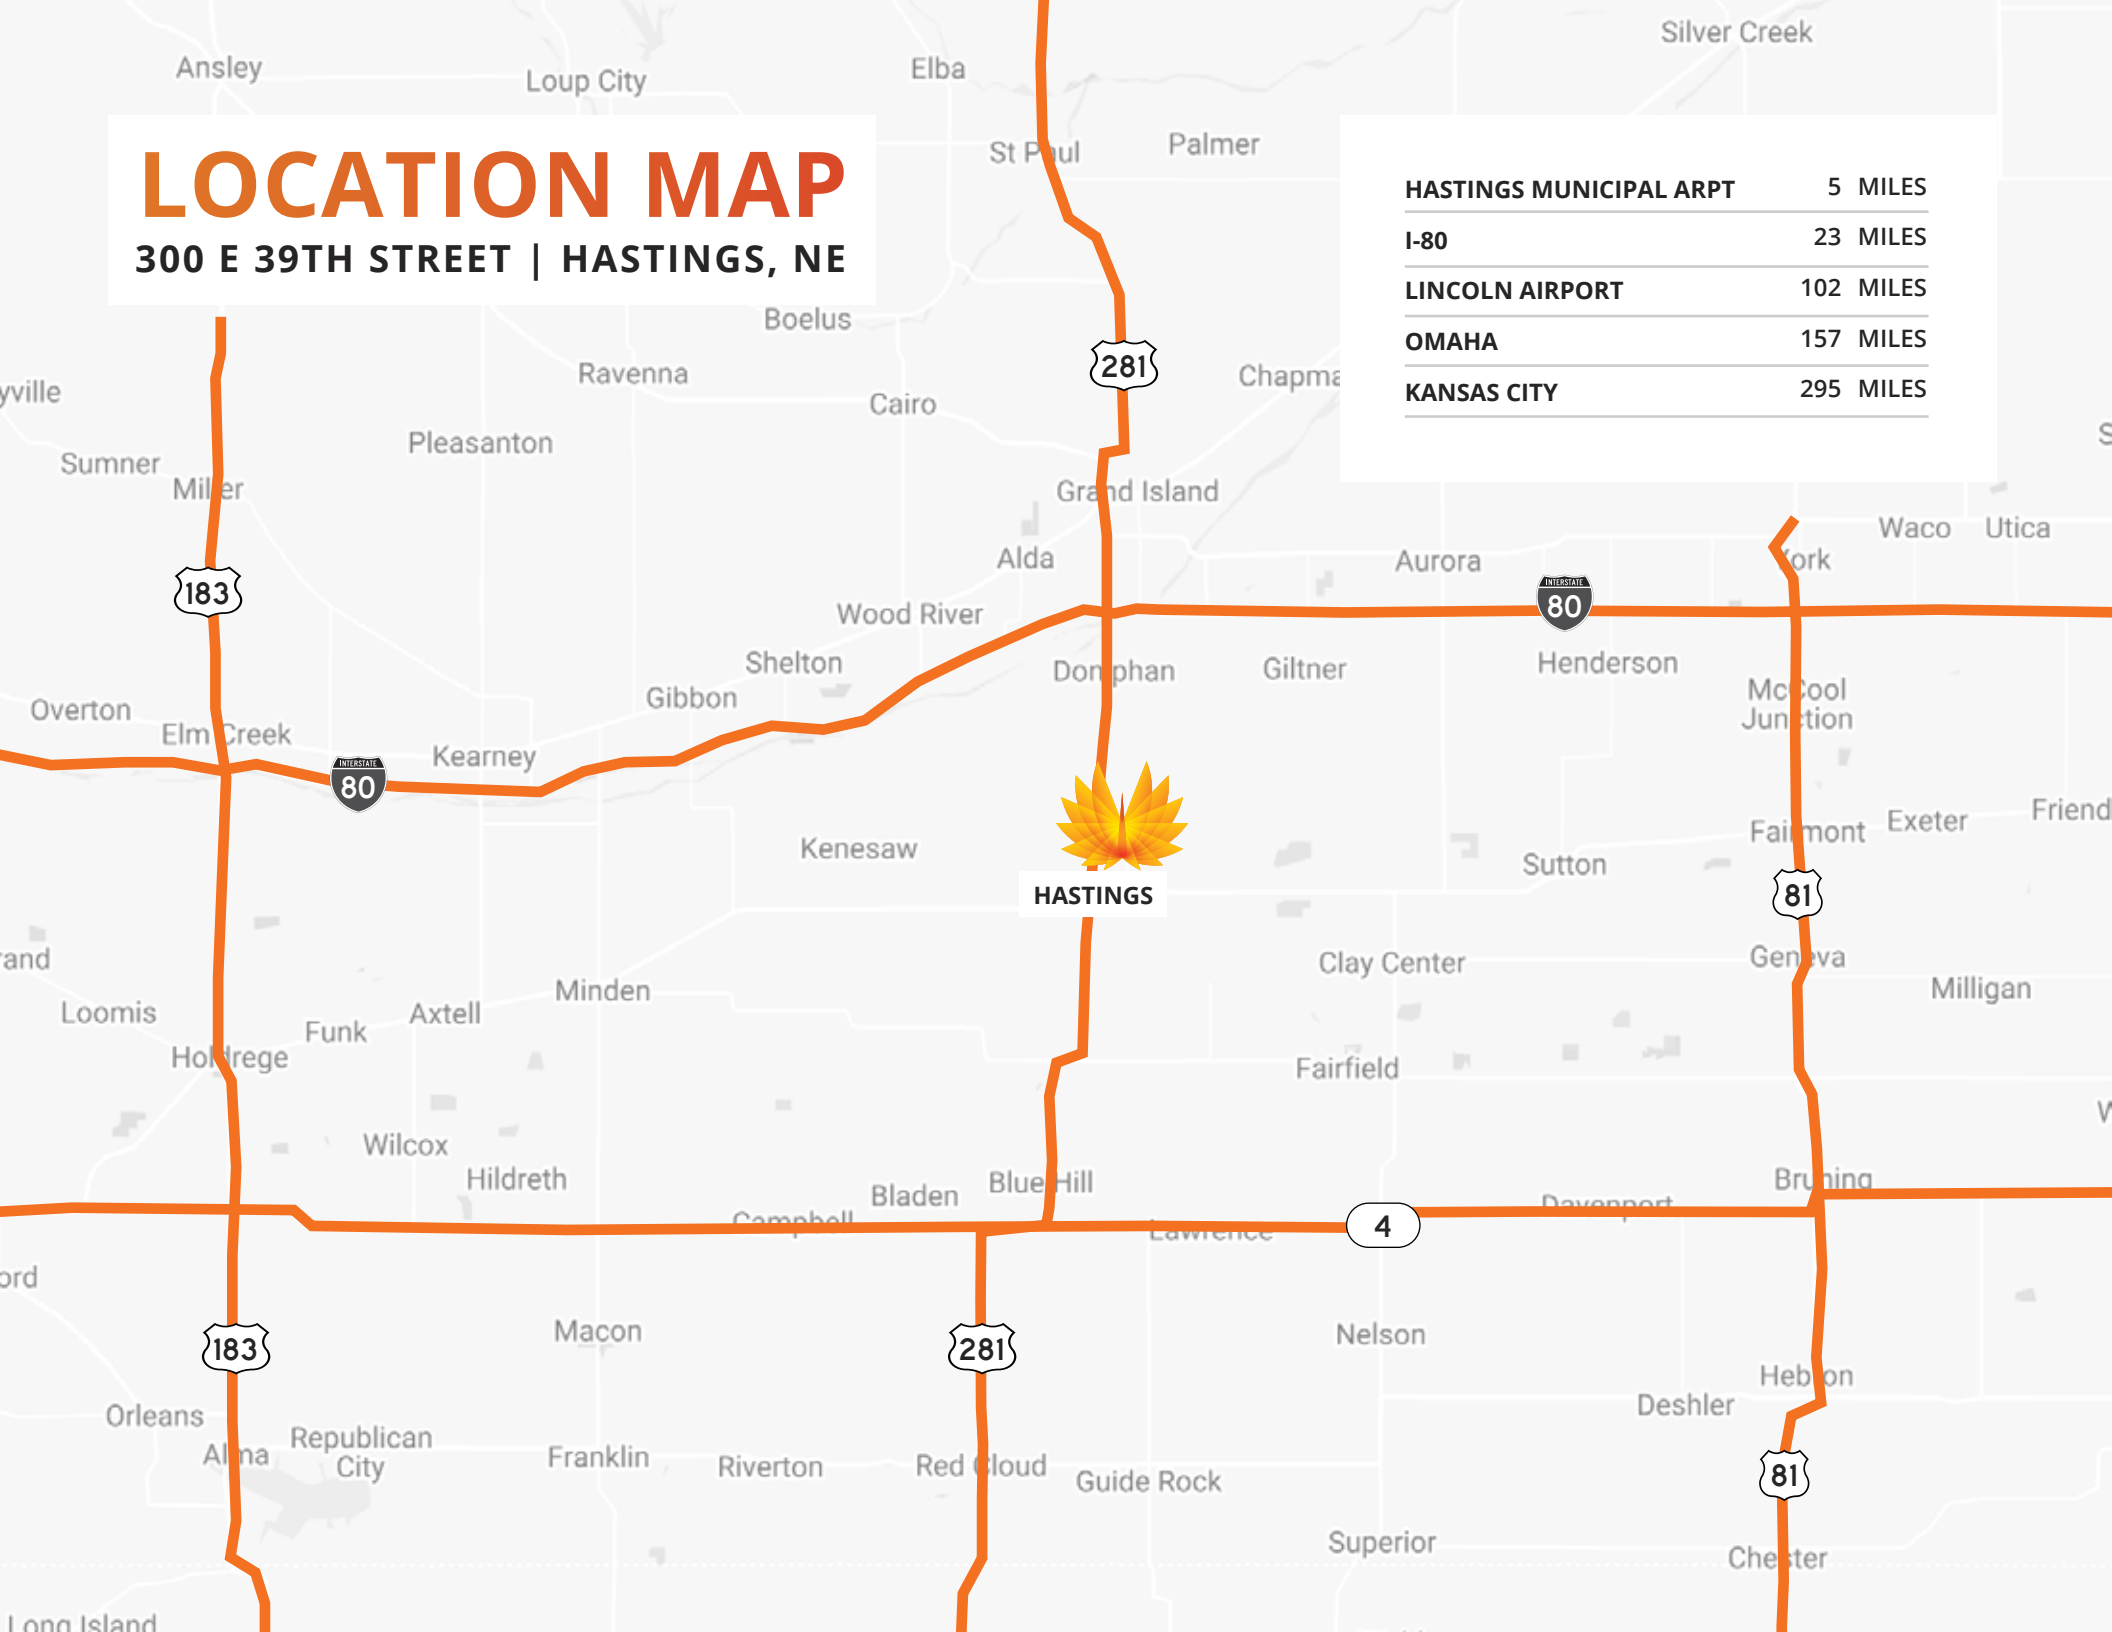 Silver Creek
Ansley
Loup City
Elba
St Paul
Palmer
LOCATION MAP
300 E 39TH STREET | HASTINGS, NE
HASTINGS MUNICIPAL ARPT 5 MILES
I-80 23 MILES
LINCOLN AIRPORT 102 MILES
OMAHA 157 MILES
KANSAS CITY 295 MILES
Boelus
281
Ravenna
Chapma
yville
Cairo
Pleasanton
S
Sumner
Miller
Grand Island
Waco
Utica
Alda
Aurora
York
183
INTERSTATE
80
Wood River
Shelton
Doniphan
Giltner
Henderson
Gibbon
McCool
Junction
Overton
Elm Creek
Kearney
INTERSTATE
80
Friend
Exeter
Fairmont
Kenesaw
Sutton
HASTINGS
81
rand
Clay Center
Geneva
Minden
Milligan
Loomis
Axtell
Funk
Holdrege
Fairfield
Wilcox
Hildreth
Blue Hill
Bruning
Bladen
Campbell
Davenport
Lawrence
4
ord
Macon
Nelson
183
281
Hebron
Deshler
Orleans
Republican
City
Alma
Franklin
Riverton
Red Cloud
Guide Rock
81
Superior
Chester
Long Island